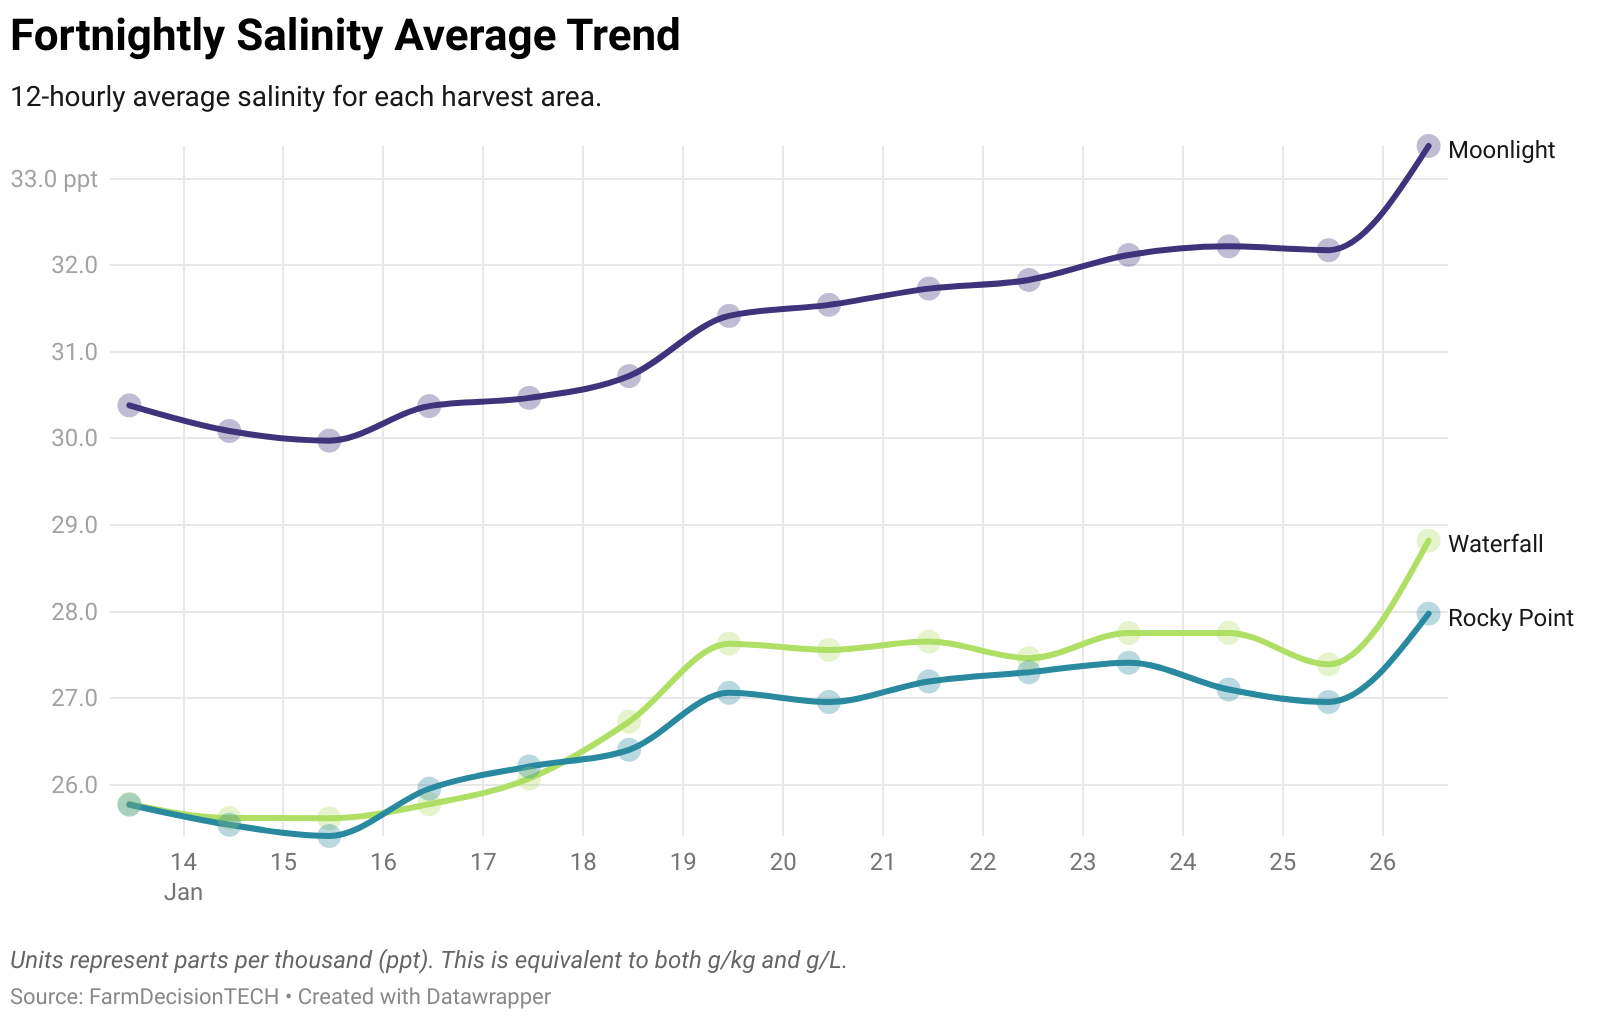 Fortnightly Salinity Average Trend
12-hourly average salinity for each harvest area.
Moonlight
33.0 ppt
32.0
31.0
30.0
29.0
Waterfall
28.0
Rocky Point
27.0
26.0
14 15 16 17 18 19 20 21 22 23 24 25 26
Jan
Units represent parts per thousand (ppt). This is equivalent to both g/kg and g/L.
Source: FarmDecisionTECH • Created with Datawrapper